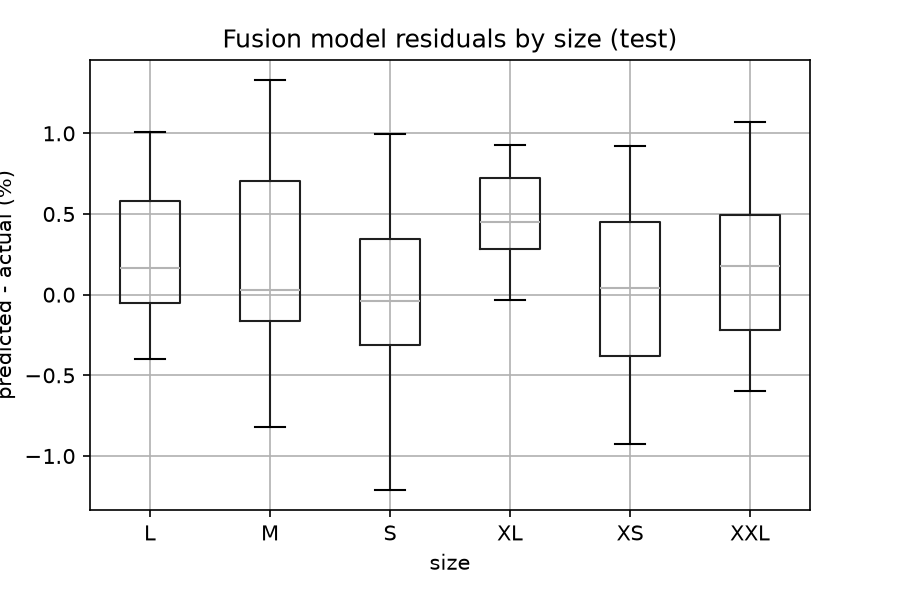 Fusion model residuals by size (test)
predicted - actual (%)
1.0
0.5
0.0
−0.5
−1.0
L M S XL XS XXL
size